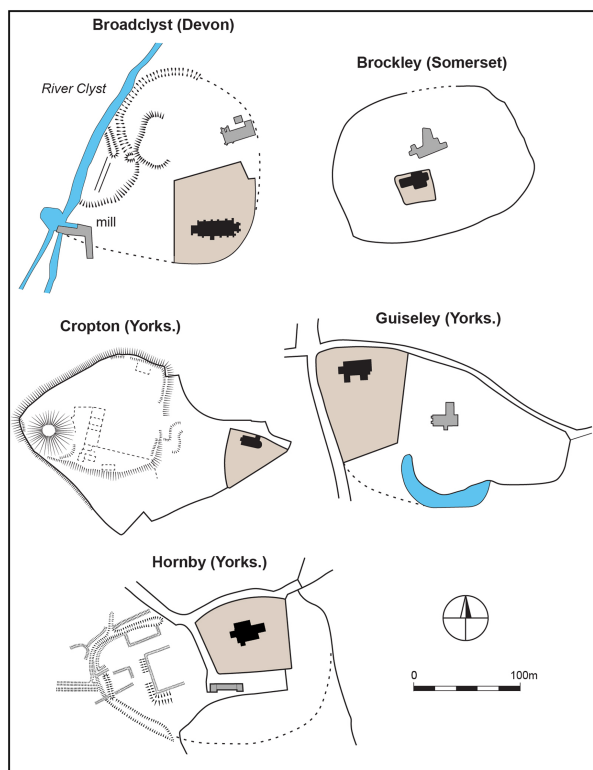 Broadclyst (Devon)
Brockley (Somerset)
River Clyst
mill
Cropton (Yorks.)
Guiseley (Yorks.)
Hornby (Yorks.)
0 100m